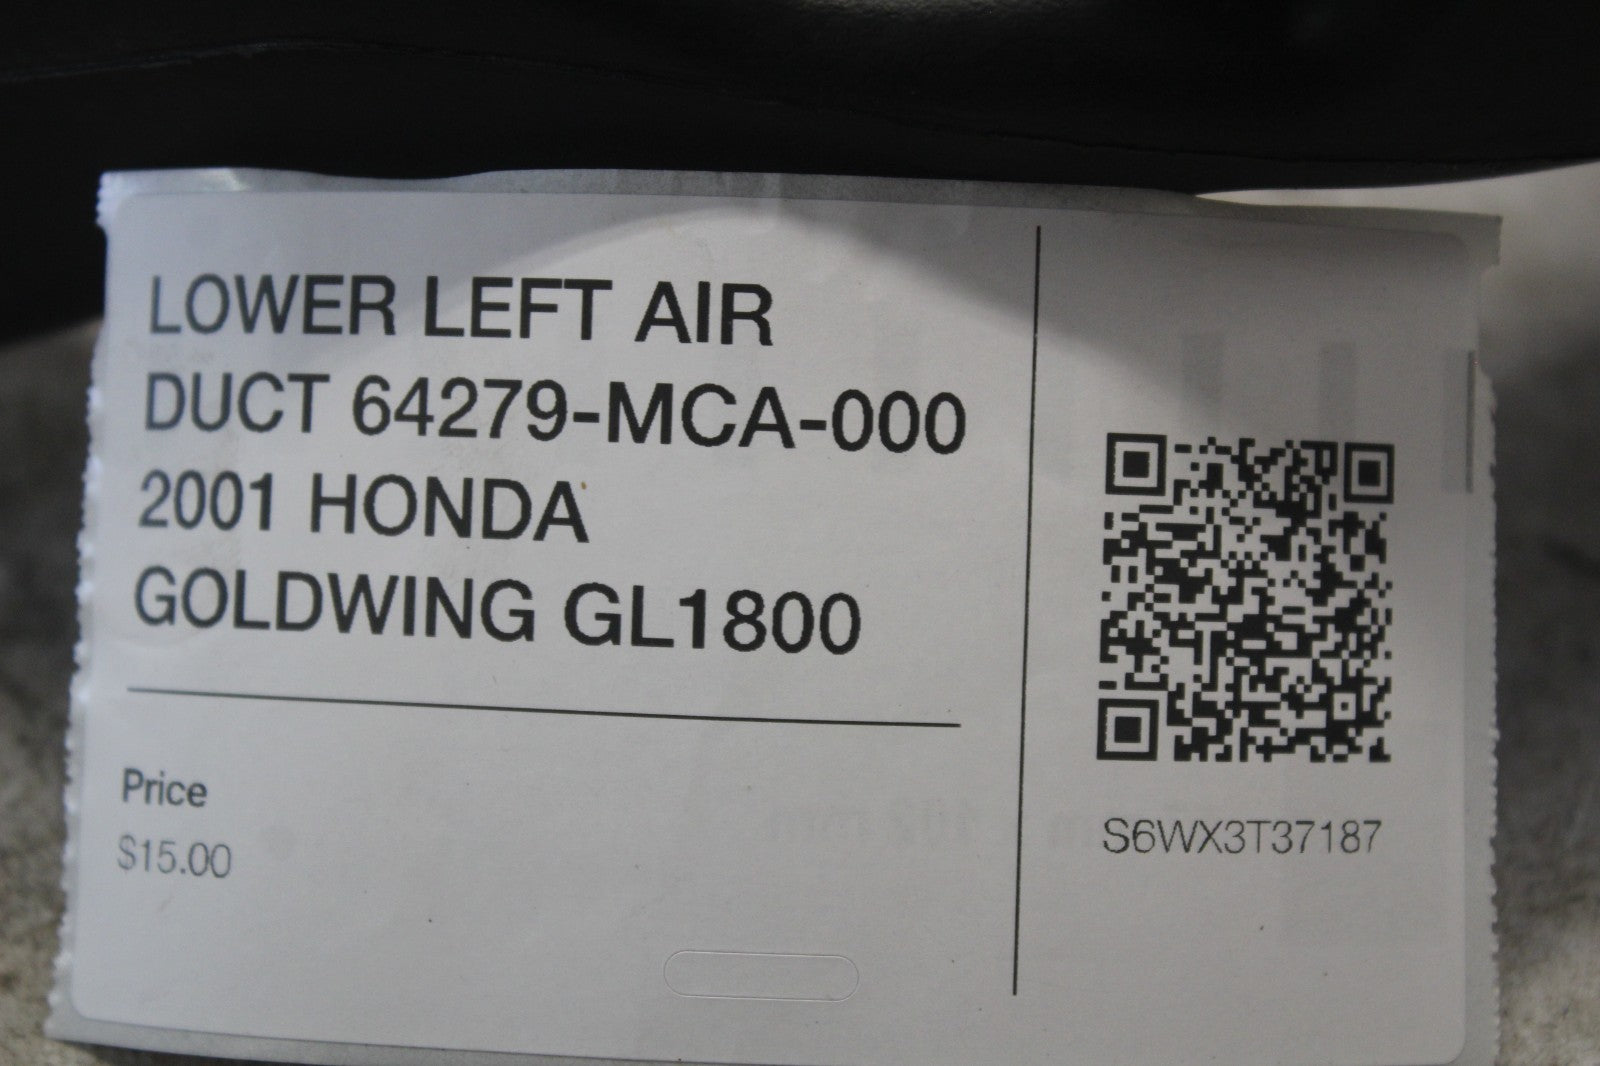 LOWER LEFT AIR
DUCT 64279-MCA-000
2001 HONDA
GOLDWING GL1800
Price
$15.00
S6WX3T37187